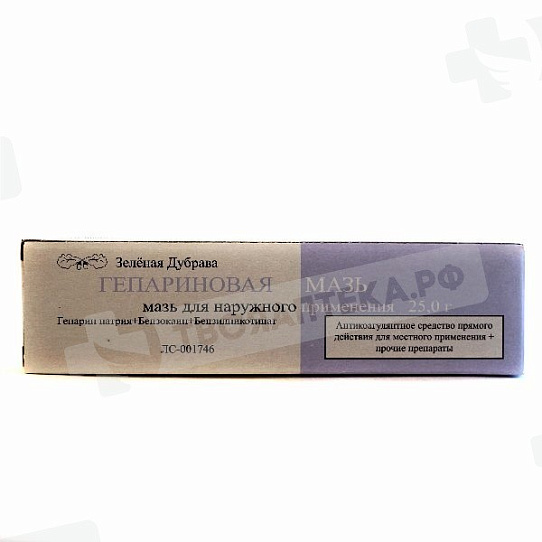 Зелёная Дубрава
ГЕПАРИНОВАЯ МАЗЬ
мазь для наружного применения 25,0 г
Гепарин натрия+Бензокаин+Бензилникотинат
ЛС-001746
Антикоагулянтное средство прямого
действия для местного применения +
прочие препараты